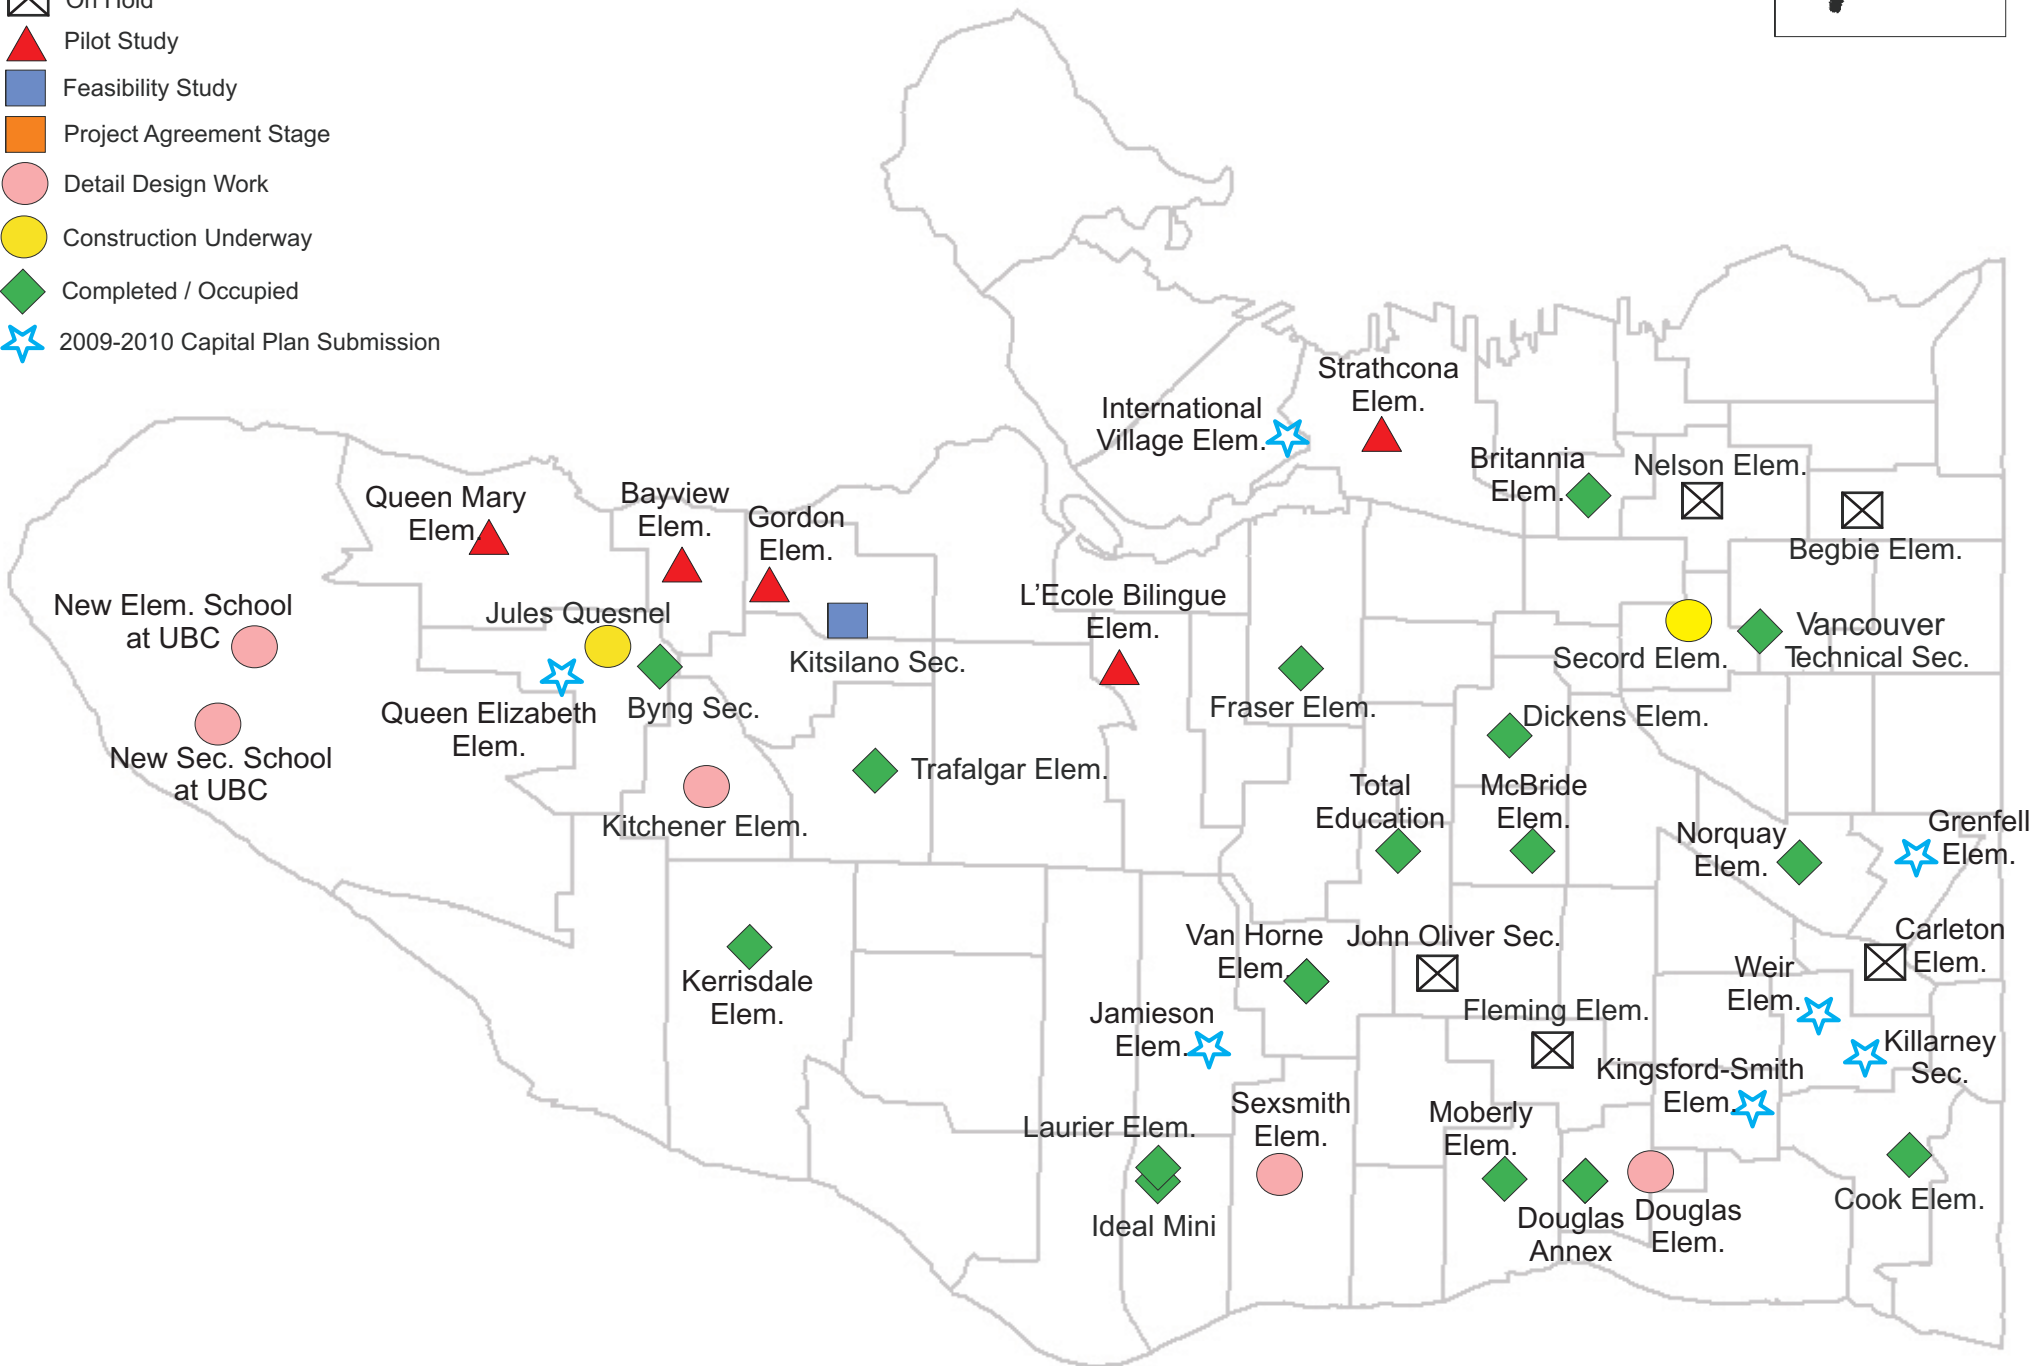 On Hold
Pilot Study
Feasibility Study
Project Agreement Stage
Detail Design Work
Construction Underway
Completed / Occupied
2009-2010 Capital Plan Submission
Strathcona
Elem.
International
Village Elem.
Britannia
Elem.
Nelson Elem.
Begbie Elem.
Queen Mary
Elem.
Bayview
Elem.
Gordon
Elem.
L'Ecole Bilingue
Elem.
New Elem. School
at UBC
Jules Quesnel
Kitsilano Sec.
Secord Elem.
Vancouver
Technical Sec.
Queen Elizabeth
Elem.
Byng Sec.
Fraser Elem.
Dickens Elem.
New Sec. School
at UBC
Trafalgar Elem.
Kitchener Elem.
Total
Education
McBride
Elem.
Norquay
Elem.
Grenfell
Elem.
Kerrisdale
Elem.
Van Horne
Elem.
John Oliver Sec.
Carleton
Elem.
Weir
Elem.
Jamieson
Elem.
Fleming Elem.
Killarney
Sec.
Kingsford-Smith
Elem.
Laurier Elem.
Sexsmith
Elem.
Moberly
Elem.
Ideal Mini
Douglas
Annex
Douglas
Elem.
Cook Elem.